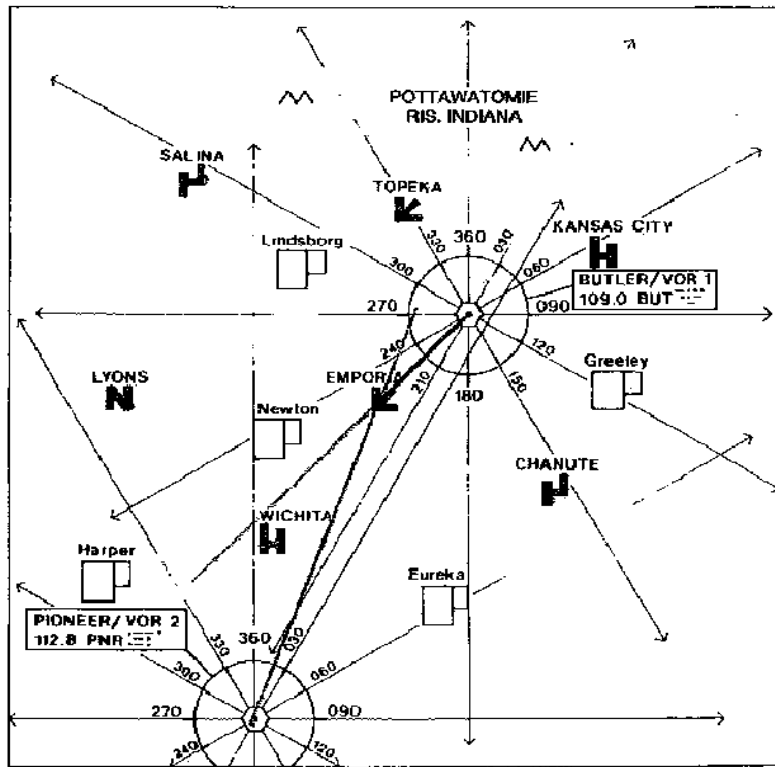 POTTAWATOMIE
RIS. INDIANA
SALINA
TOPEKA
KANSAS CITY
Lindsborg
330
360
030
300
060
BUTLER/VOR 1
109.0 BUT
270
090
240
120
210
150
180
Greeley
LYONS
EMPORIA
Newton
CHANUTE
WICHITA
Harper
Eureka
PIONEER/VOR 2
112.8 PNR
330
360
030
300
060
270
090
240
120